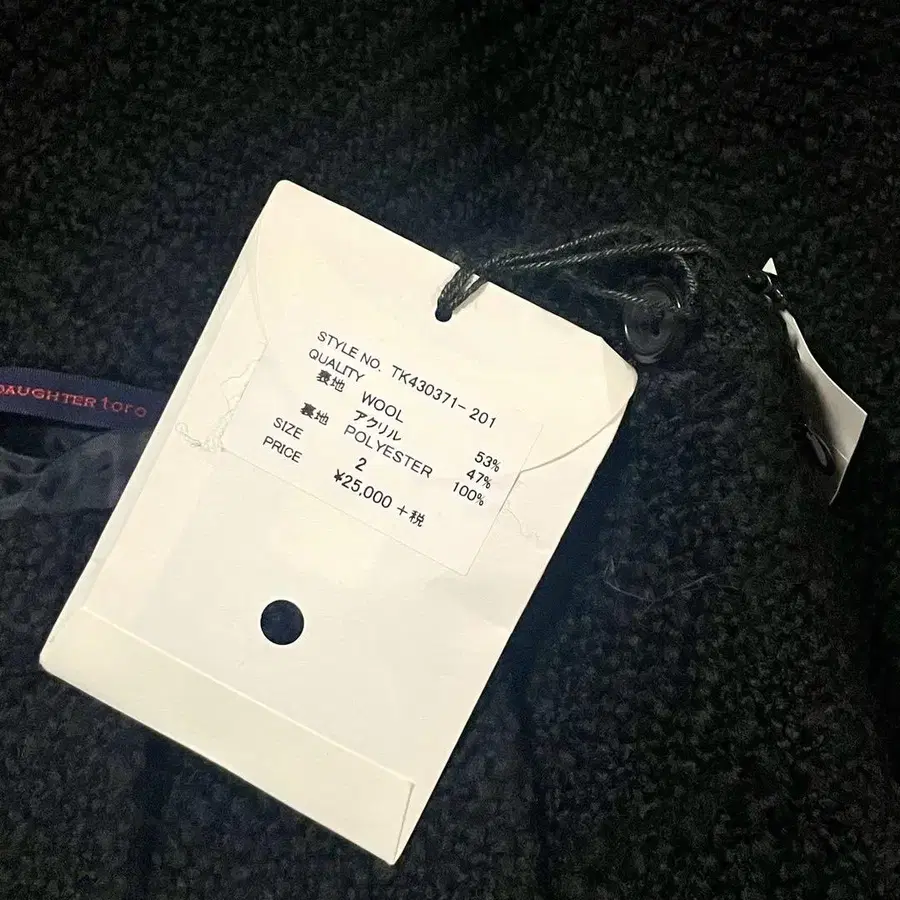 DAUGHTER toro
STYLE NO. TK430371-201
QUALITY
表地 WOOL 53%
アクリル 47%
裏地 POLYESTER 100%
SIZE 2
PRICE ¥25,000 +税